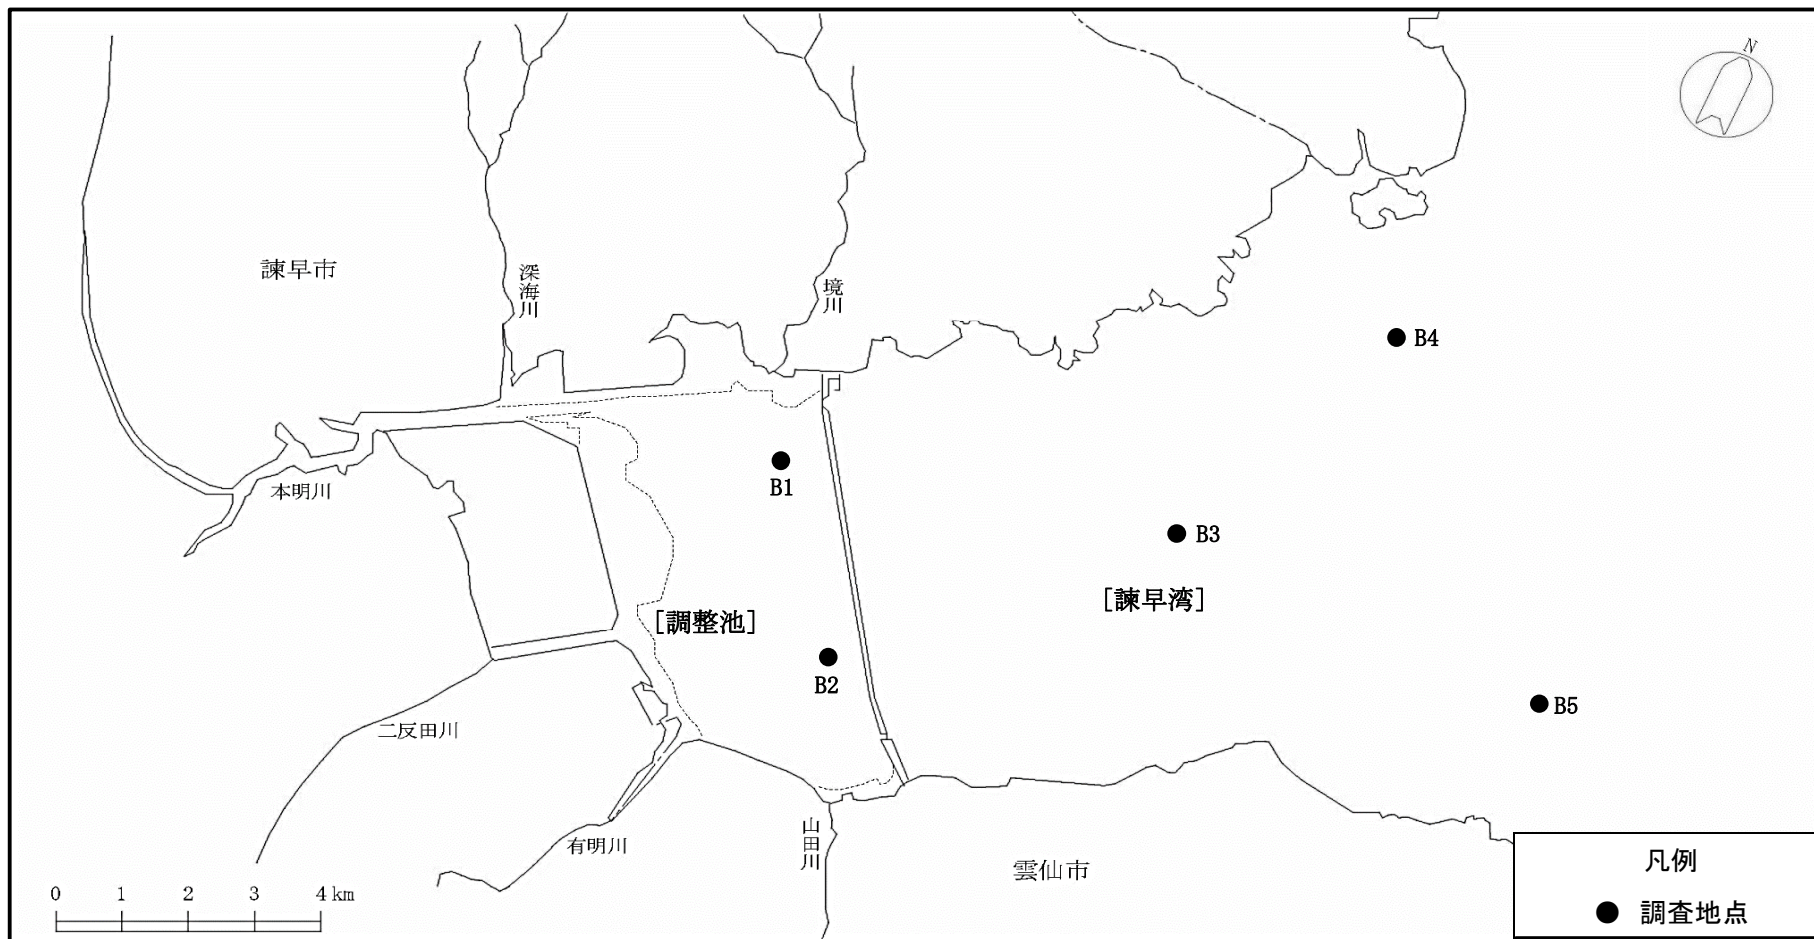 N
諫早市
深海川
境川
B4
本明川
B1
B3
[諫早湾]
[調整池]
B2
B5
二反田川
有明川
山田川
雲仙市
0 1 2 3 4 km
凡例
● 調査地点